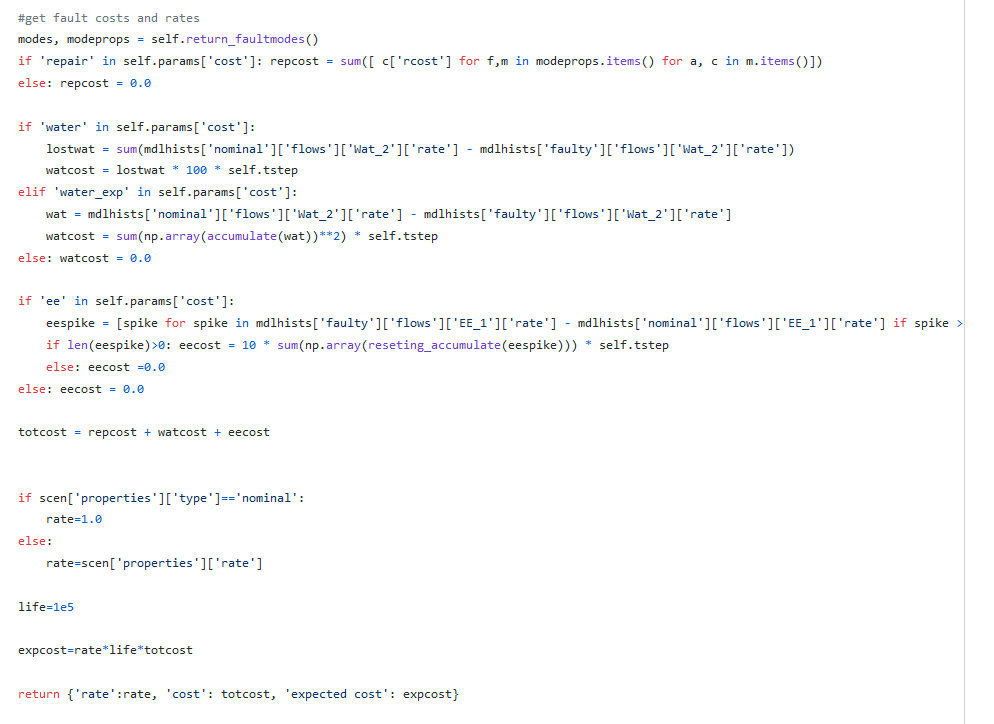 #get fault costs and rates
modes, modeprops = self.return_faultmodes()
if 'repair' in self.params['cost']: repcost = sum([ c['rcost'] for f,m in modeprops.items() for a, c in m.items()])
else: repcost = 0.0

if 'water' in self.params['cost']:
    lostwat = sum(mdlhists['nominal']['flows']['Wat_2']['rate'] - mdlhists['faulty']['flows']['Wat_2']['rate'])
    watcost = lostwat * 100 * self.tstep
elif 'water_exp' in self.params['cost']:
    wat = mdlhists['nominal']['flows']['Wat_2']['rate'] - mdlhists['faulty']['flows']['Wat_2']['rate']
    watcost = sum(np.array(accumulate(wat))**2) * self.tstep
else: watcost = 0.0

if 'ee' in self.params['cost']:
    eespike = [spike for spike in mdlhists['faulty']['flows']['EE_1']['rate'] - mdlhists['nominal']['flows']['EE_1']['rate'] if spike >
    if len(eespike)>0: eecost = 10 * sum(np.array(reseting_accumulate(eespike))) * self.tstep
    else: eecost =0.0
else: eecost = 0.0

totcost = repcost + watcost + eecost


if scen['properties']['type']=='nominal':
    rate=1.0
else:
    rate=scen['properties']['rate']

life=1e5

expcost=rate*life*totcost

return {'rate':rate, 'cost': totcost, 'expected cost': expcost}